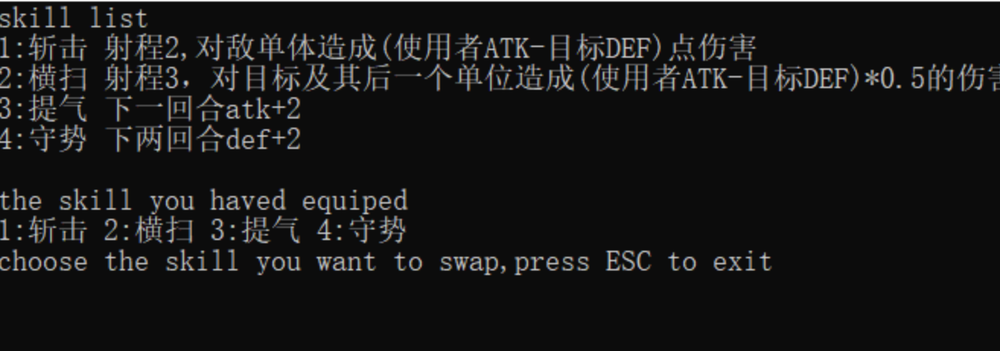 skill list
1:斩击 射程2,对敌单体造成(使用者ATK-目标DEF)点伤害
2:横扫 射程3，对目标及其后一个单位造成(使用者ATK-目标DEF)*0.5的伤害
3:提气 下一回合atk+2
4:守势 下两回合def+2
the skill you haved equiped
1:斩击 2:横扫 3:提气 4:守势
choose the skill you want to swap,press ESC to exit